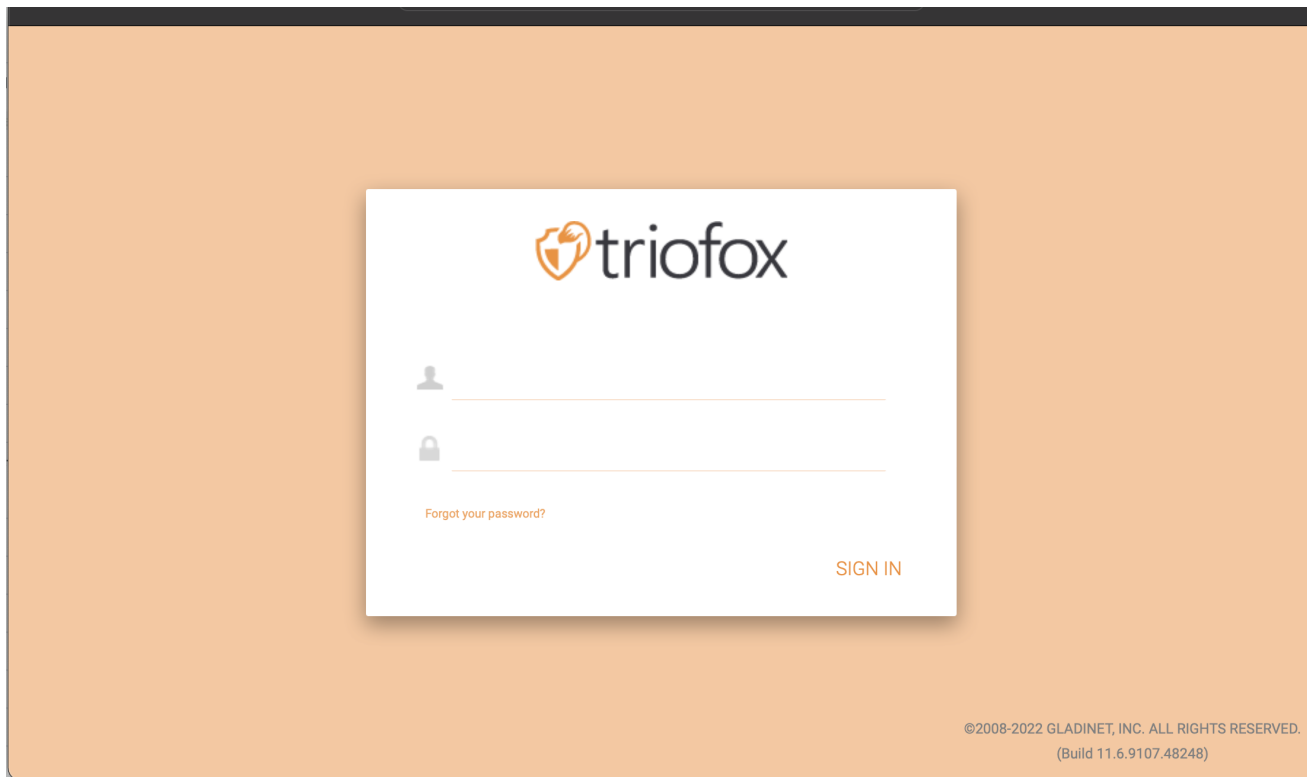 triofox
Forgot your password?
SIGN IN
©2008-2022 GLADINET, INC. ALL RIGHTS RESERVED.
(Build 11.6.9107.48248)